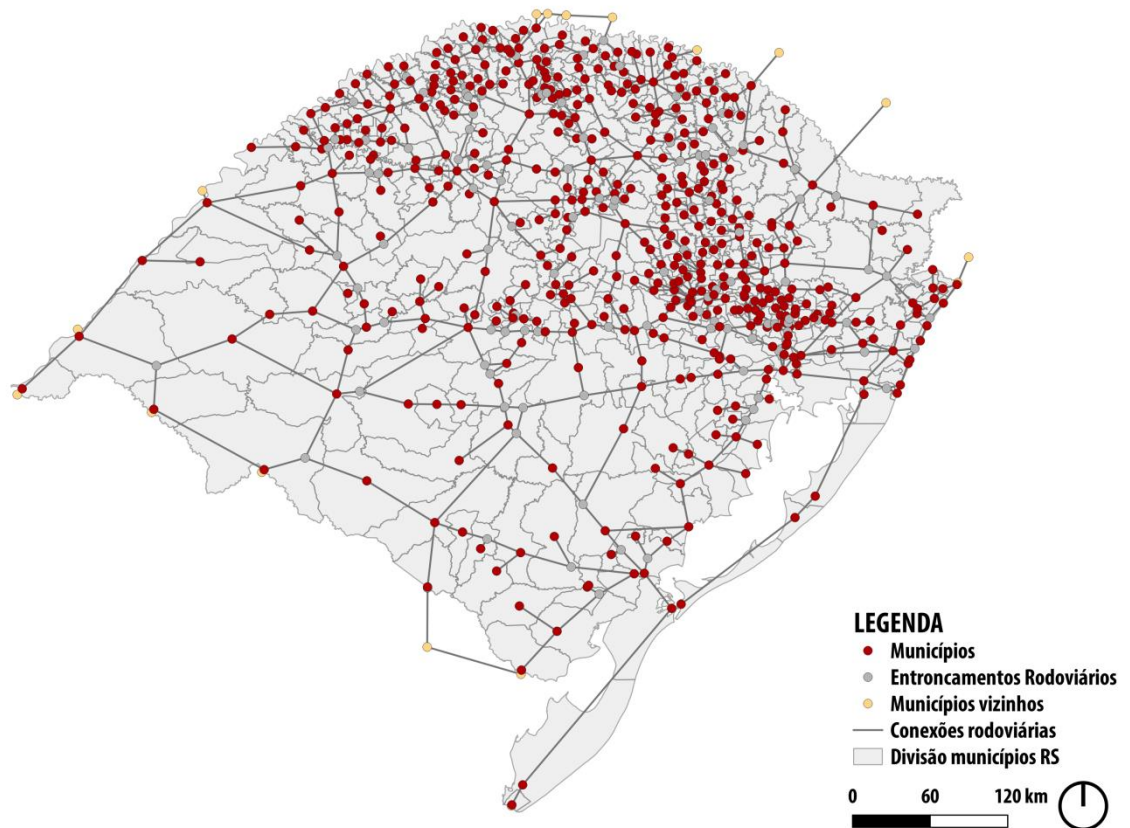 LEGENDA
Municípios
Entroncamentos Rodoviários
Municípios vizinhos
Conexões rodoviárias
Divisão municípios RS
0 60 120 km